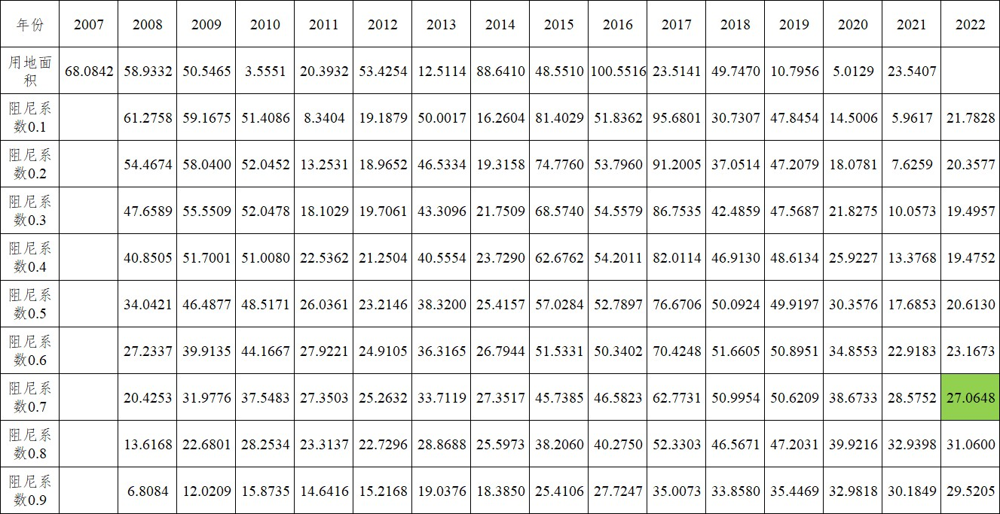 年份 2007 2008 2009 2010 2011 2012 2013 2014 2015 2016 2017 2018 2019 2020 2021 2022
用地面积 68.0842 58.9332 50.5465 3.5551 20.3932 53.4254 12.5114 88.6410 48.5510 100.5516 23.5141 49.7470 10.7956 5.0129 23.5407
阻尼系数0.1 61.2758 59.1675 51.4086 8.3404 19.1879 50.0017 16.2604 81.4029 51.8362 95.6801 30.7307 47.8454 14.5006 5.9617 21.7828
阻尼系数0.2 54.4674 58.0400 52.0452 13.2531 18.9652 46.5334 19.3158 74.7760 53.7960 91.2005 37.0514 47.2079 18.0781 7.6259 20.3577
阻尼系数0.3 47.6589 55.5509 52.0478 18.1029 19.7061 43.3096 21.7509 68.5740 54.5579 86.7535 42.4859 47.5687 21.8275 10.0573 19.4957
阻尼系数0.4 40.8505 51.7001 51.0080 22.5362 21.2504 40.5554 23.7290 62.6762 54.2011 82.0114 46.9130 48.6134 25.9227 13.3768 19.4752
阻尼系数0.5 34.0421 46.4877 48.5171 26.0361 23.2146 38.3200 25.4157 57.0284 52.7897 76.6706 50.0924 49.9197 30.3576 17.6853 20.6130
阻尼系数0.6 27.2337 39.9135 44.1667 27.9221 24.9105 36.3165 26.7944 51.5331 50.3402 70.4248 51.6605 50.8951 34.8553 22.9183 23.1673
阻尼系数0.7 20.4253 31.9776 37.5483 27.3503 25.2632 33.7119 27.3517 45.7385 46.5823 62.7731 50.9954 50.6209 38.6733 28.5752 27.0648
阻尼系数0.8 13.6168 22.6801 28.2534 23.3137 22.7296 28.8688 25.5973 38.2060 40.2750 52.3303 46.5671 47.2031 39.9216 32.9398 31.0600
阻尼系数0.9 6.8084 12.0209 15.8735 14.6416 15.2168 19.0376 18.3850 25.4106 27.7247 35.0073 33.8580 35.4469 32.9818 30.1849 29.5205